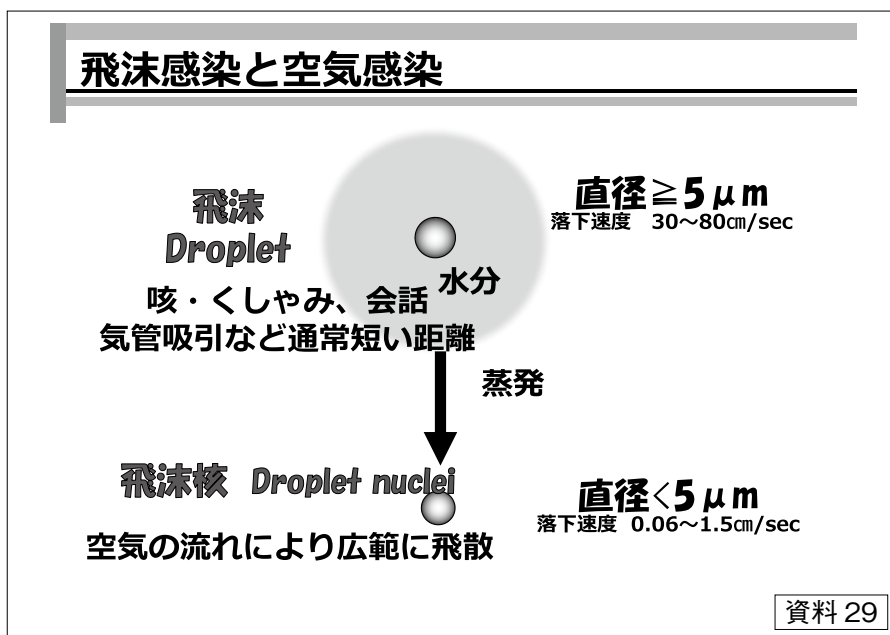 飛沫感染と空気感染
飛沫
Droplet
直径≧5μm
落下速度 30〜80㎝/sec
水分
咳・くしゃみ、会話
気管吸引など通常短い距離
蒸発
飛沫核 Droplet nuclei
直径<5μm
落下速度 0.06〜1.5㎝/sec
空気の流れにより広範に飛散
資料 29